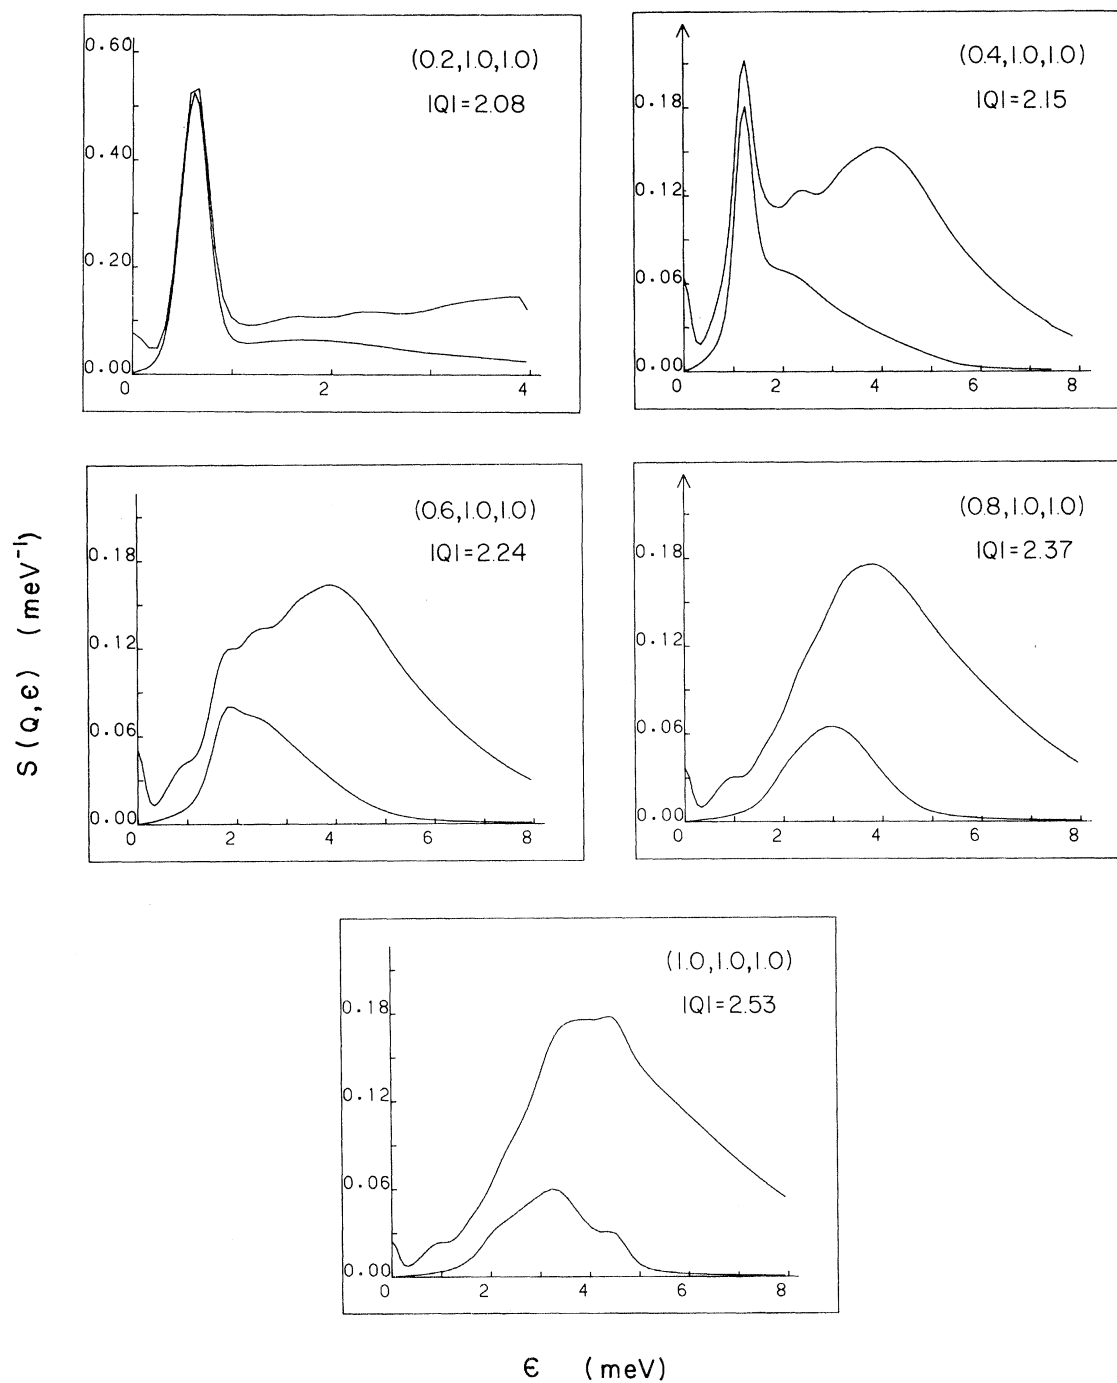 (0.2,1.0,1.0)
|Q|=2.08
0.60
0.40
0.20
0.00
0 2 4
(0.4,1.0,1.0)
|Q|=2.15
0.18
0.12
0.06
0.00
0 2 4 6 8
(0.6,1.0,1.0)
|Q|=2.24
0.18
0.12
0.06
0.00
0 2 4 6 8
(0.8,1.0,1.0)
|Q|=2.37
0.18
0.12
0.06
0.00
0 2 4 6 8
S(Q,ϵ) (meV⁻¹)
(1.0,1.0,1.0)
|Q|=2.53
0.18
0.12
0.06
0.00
0 2 4 6 8
ϵ (meV)